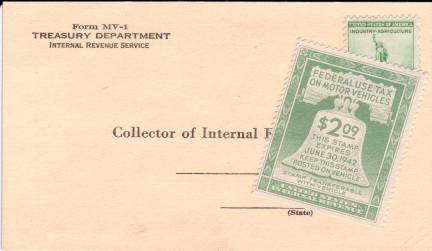 Form MV-1
TREASURY DEPARTMENT
INTERNAL REVENUE SERVICE
UNITED STATES OF AMERICA
INDUSTRY-AGRICULTURE
FEDERAL USE TAX
ON MOTOR VEHICLES
$2.09
THIS STAMP
EXPIRES
JUNE 30, 1942
KEEP THIS STAMP
POSTED ON VEHICLE
STAMP TRANSFERABLE
WITH VEHICLE
UNITED STATES
INTERNAL REVENUE
Collector of Internal
(State)